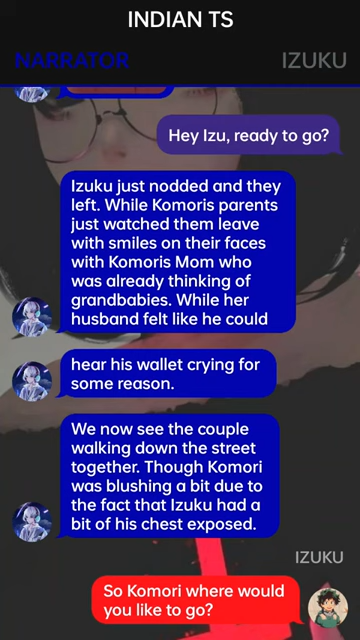 INDIAN TS
NARRATOR
IZUKU
Hey Izu, ready to go?
Izuku just nodded and they
left. While Komoris parents
just watched them leave
with smiles on their faces
with Komoris Mom who
was already thinking of
grandbabies. While her
husband felt like he could
hear his wallet crying for
some reason.
We now see the couple
walking down the street
together. Though Komori
was blushing a bit due to
the fact that Izuku had a
bit of his chest exposed.
IZUKU
So Komori where would
you like to go?